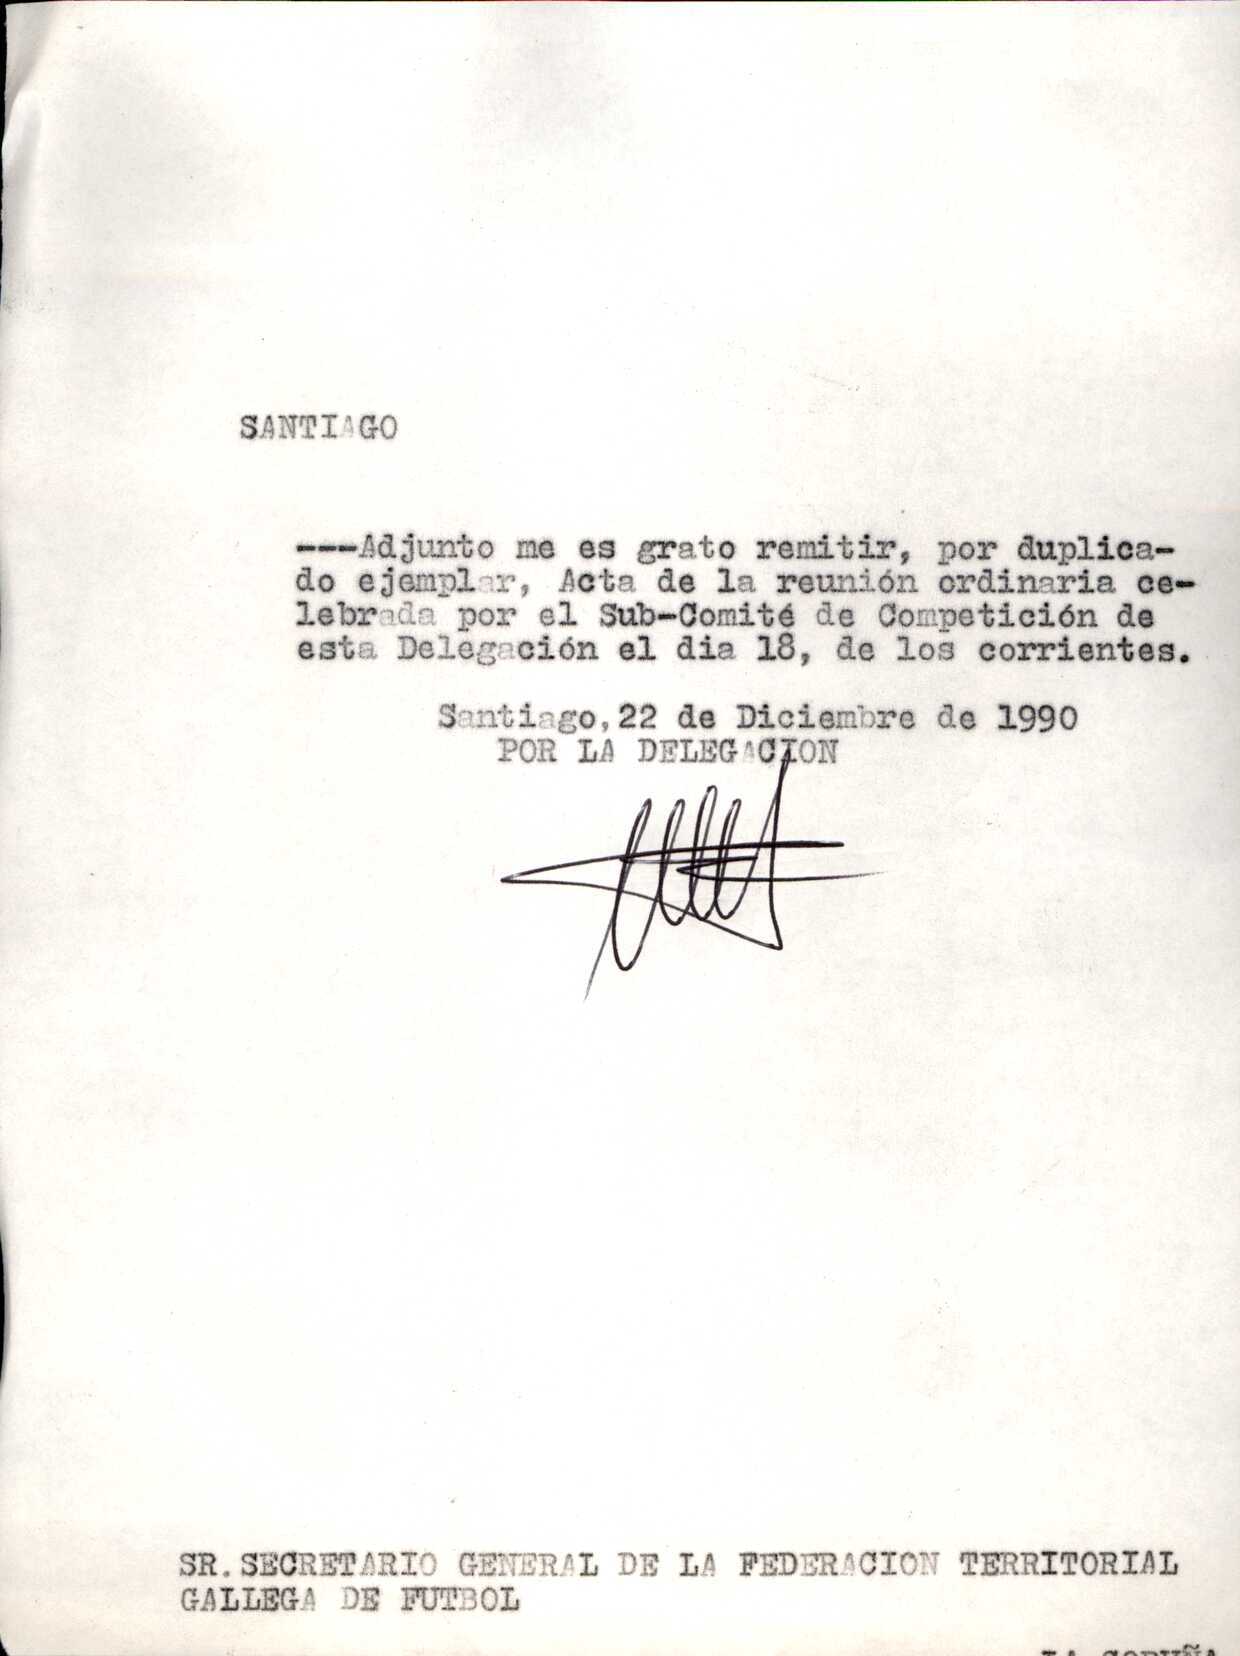 SANTIAGO
---Adjunto me es grato remitir, por duplica-
do ejemplar, Acta de la reunión ordinaria ce-
lebrada por el Sub-Comité de Competición de
esta Delegación el dia 18, de los corrientes.
Santiago, 22 de Diciembre de 1990
POR LA DELEGACION
SR. SECRETARIO GENERAL DE LA FEDERACION TERRITORIAL
GALLEGA DE FUTBOL
LA CORUÑA